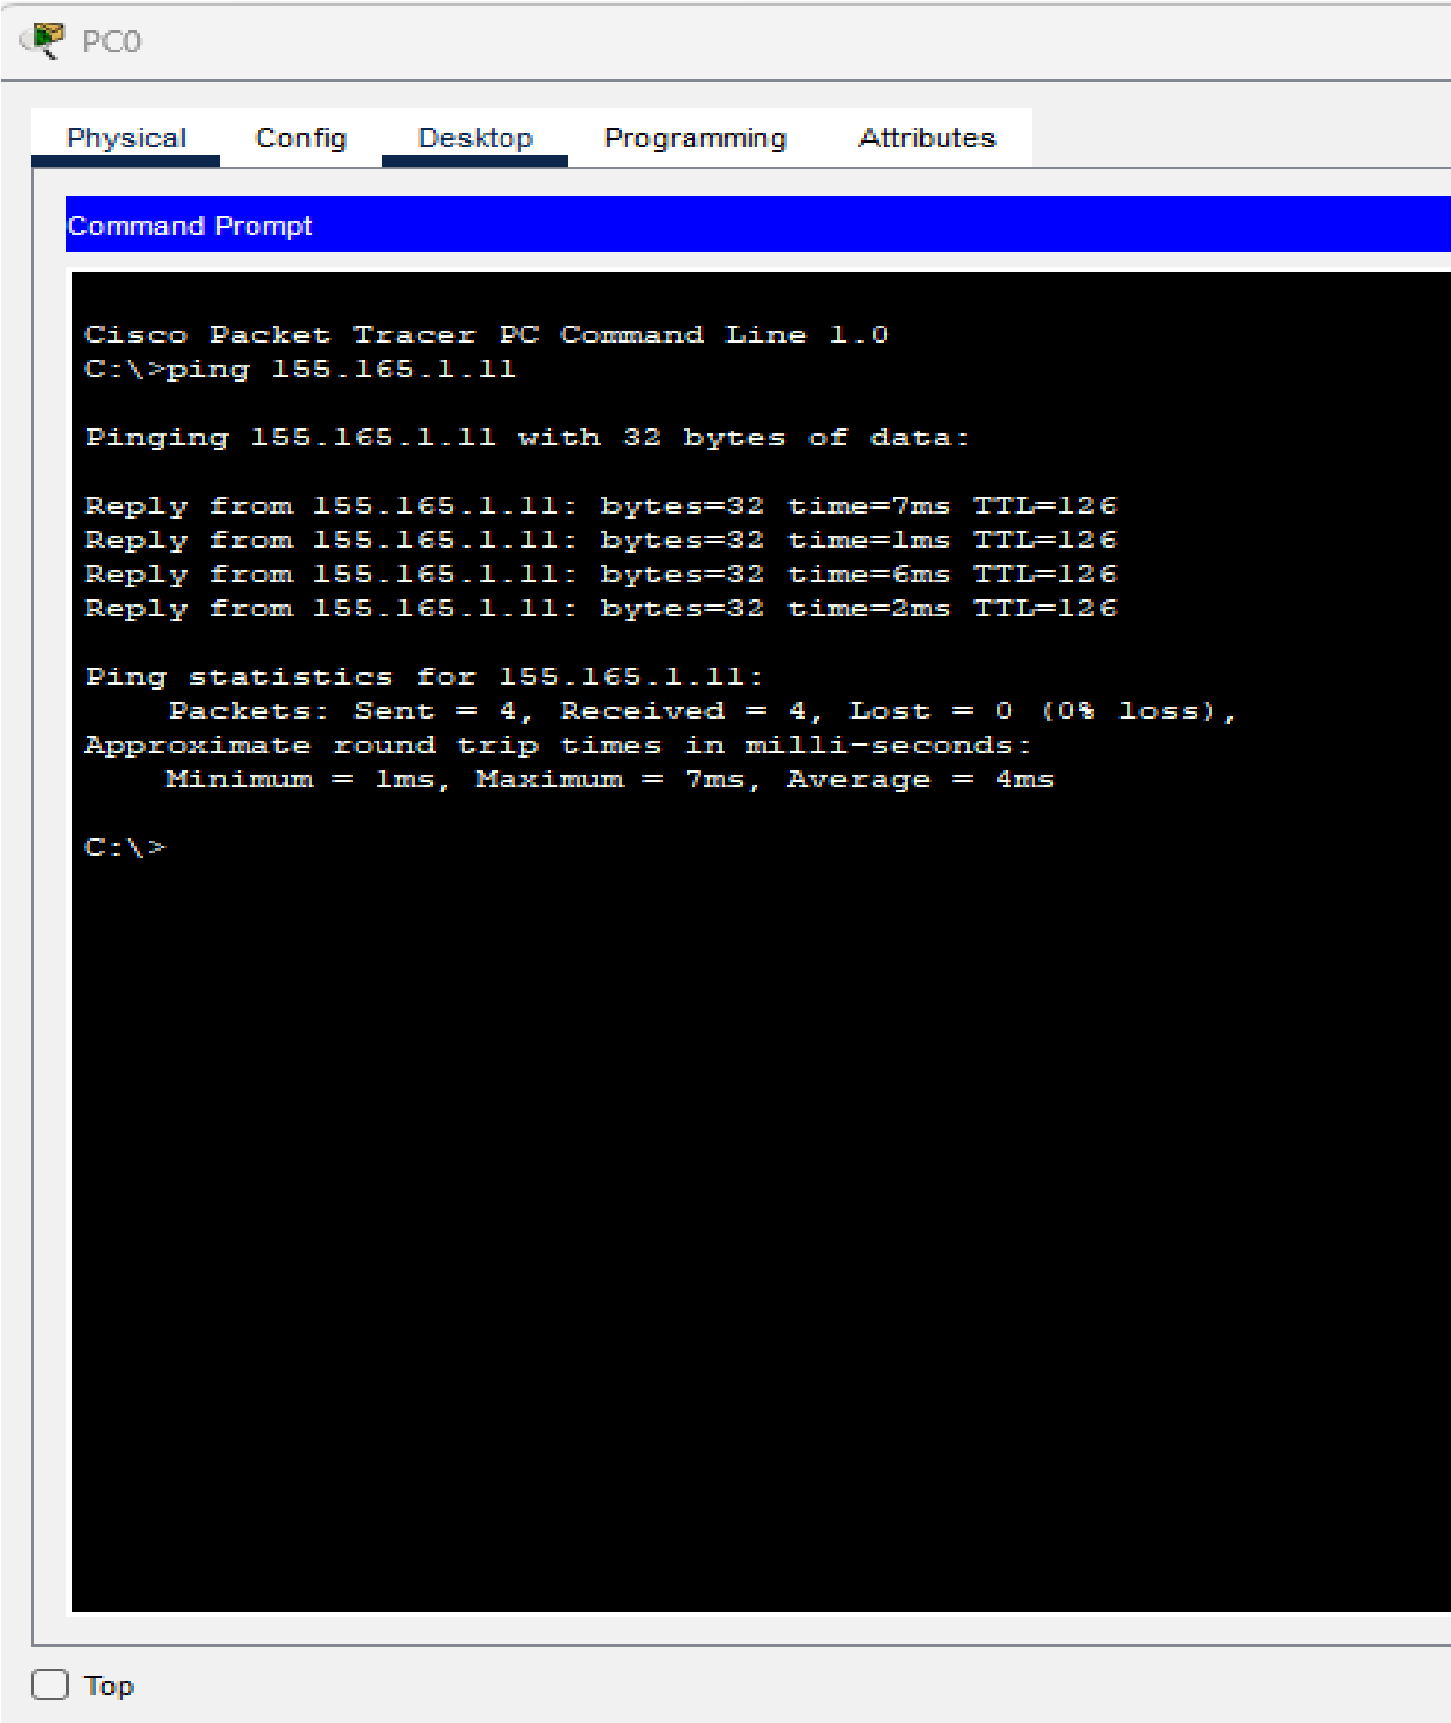 PC0
Physical Config Desktop Programming Attributes
Command Prompt
Cisco Packet Tracer PC Command Line 1.0
C:\>ping 155.165.1.11
Pinging 155.165.1.11 with 32 bytes of data:
Reply from 155.165.1.11: bytes=32 time=7ms TTL=126
Reply from 155.165.1.11: bytes=32 time=1ms TTL=126
Reply from 155.165.1.11: bytes=32 time=6ms TTL=126
Reply from 155.165.1.11: bytes=32 time=2ms TTL=126
Ping statistics for 155.165.1.11:
Packets: Sent = 4, Received = 4, Lost = 0 (0% loss),
Approximate round trip times in milli-seconds:
Minimum = 1ms, Maximum = 7ms, Average = 4ms
C:\>
Top